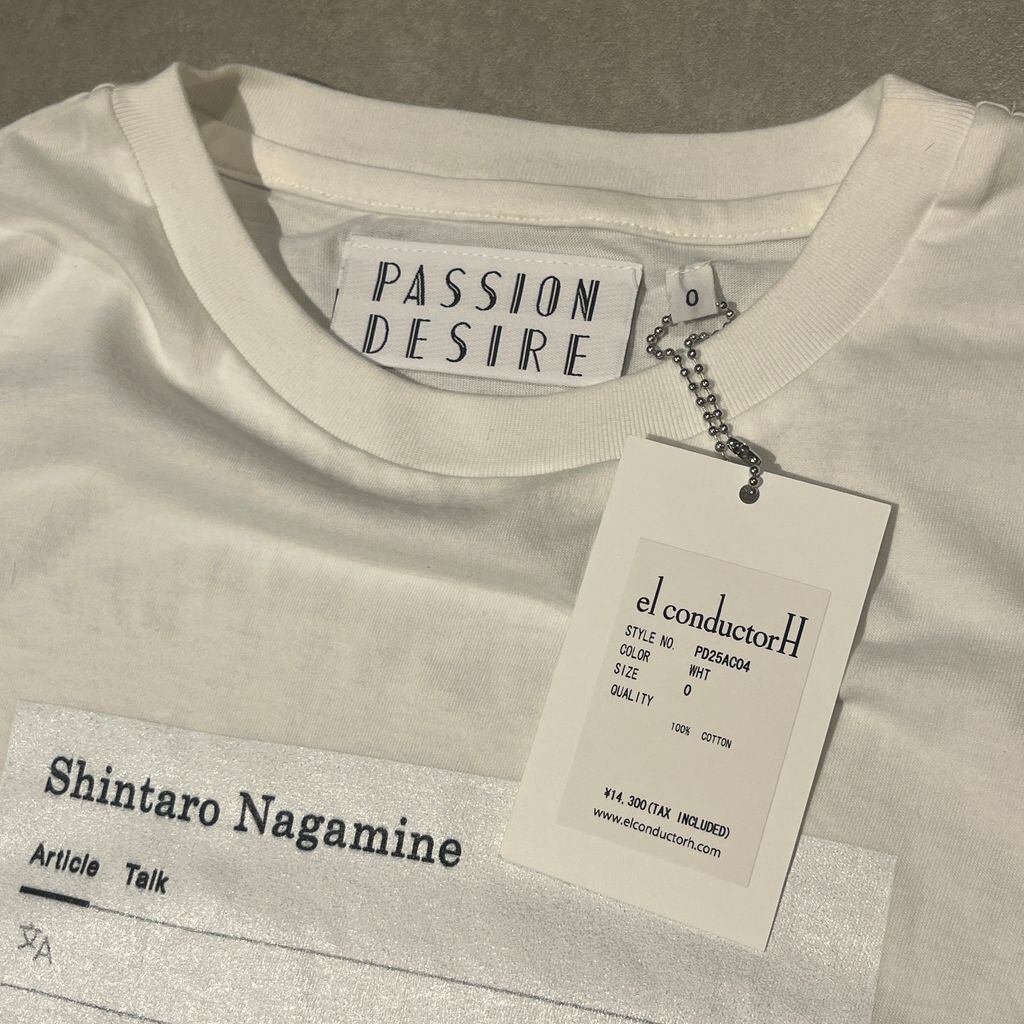 PASSION
DESIRE
0
el conductorH
STYLE NO. PD25AC04
COLOR WHT
SIZE 0
QUALITY
100% COTTON
¥14,300(TAX INCLUDED)
www.elconductorh.com
Shintaro Nagamine
Article Talk
文A